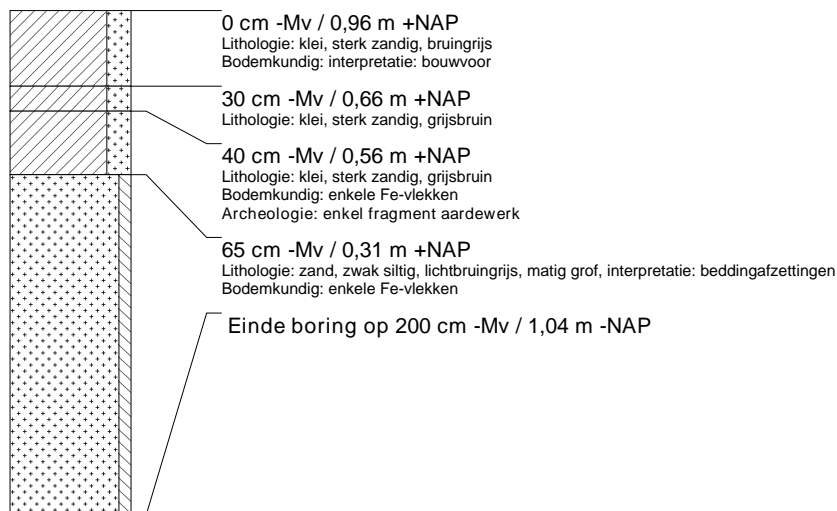 0 cm -Mv / 0,96 m +NAP
Lithologie: klei, sterk zandig, bruingrijs
Bodemkundig: interpretatie: bouwvoor
30 cm -Mv / 0,66 m +NAP
Lithologie: klei, sterk zandig, grijsbruin
40 cm -Mv / 0,56 m +NAP
Lithologie: klei, sterk zandig, grijsbruin
Bodemkundig: enkele Fe-vlekken
Archeologie: enkel fragment aardewerk
65 cm -Mv / 0,31 m +NAP
Lithologie: zand, zwak siltig, lichtbruingrijs, matig grof, interpretatie: beddingafzettingen
Bodemkundig: enkele Fe-vlekken
Einde boring op 200 cm -Mv / 1,04 m -NAP